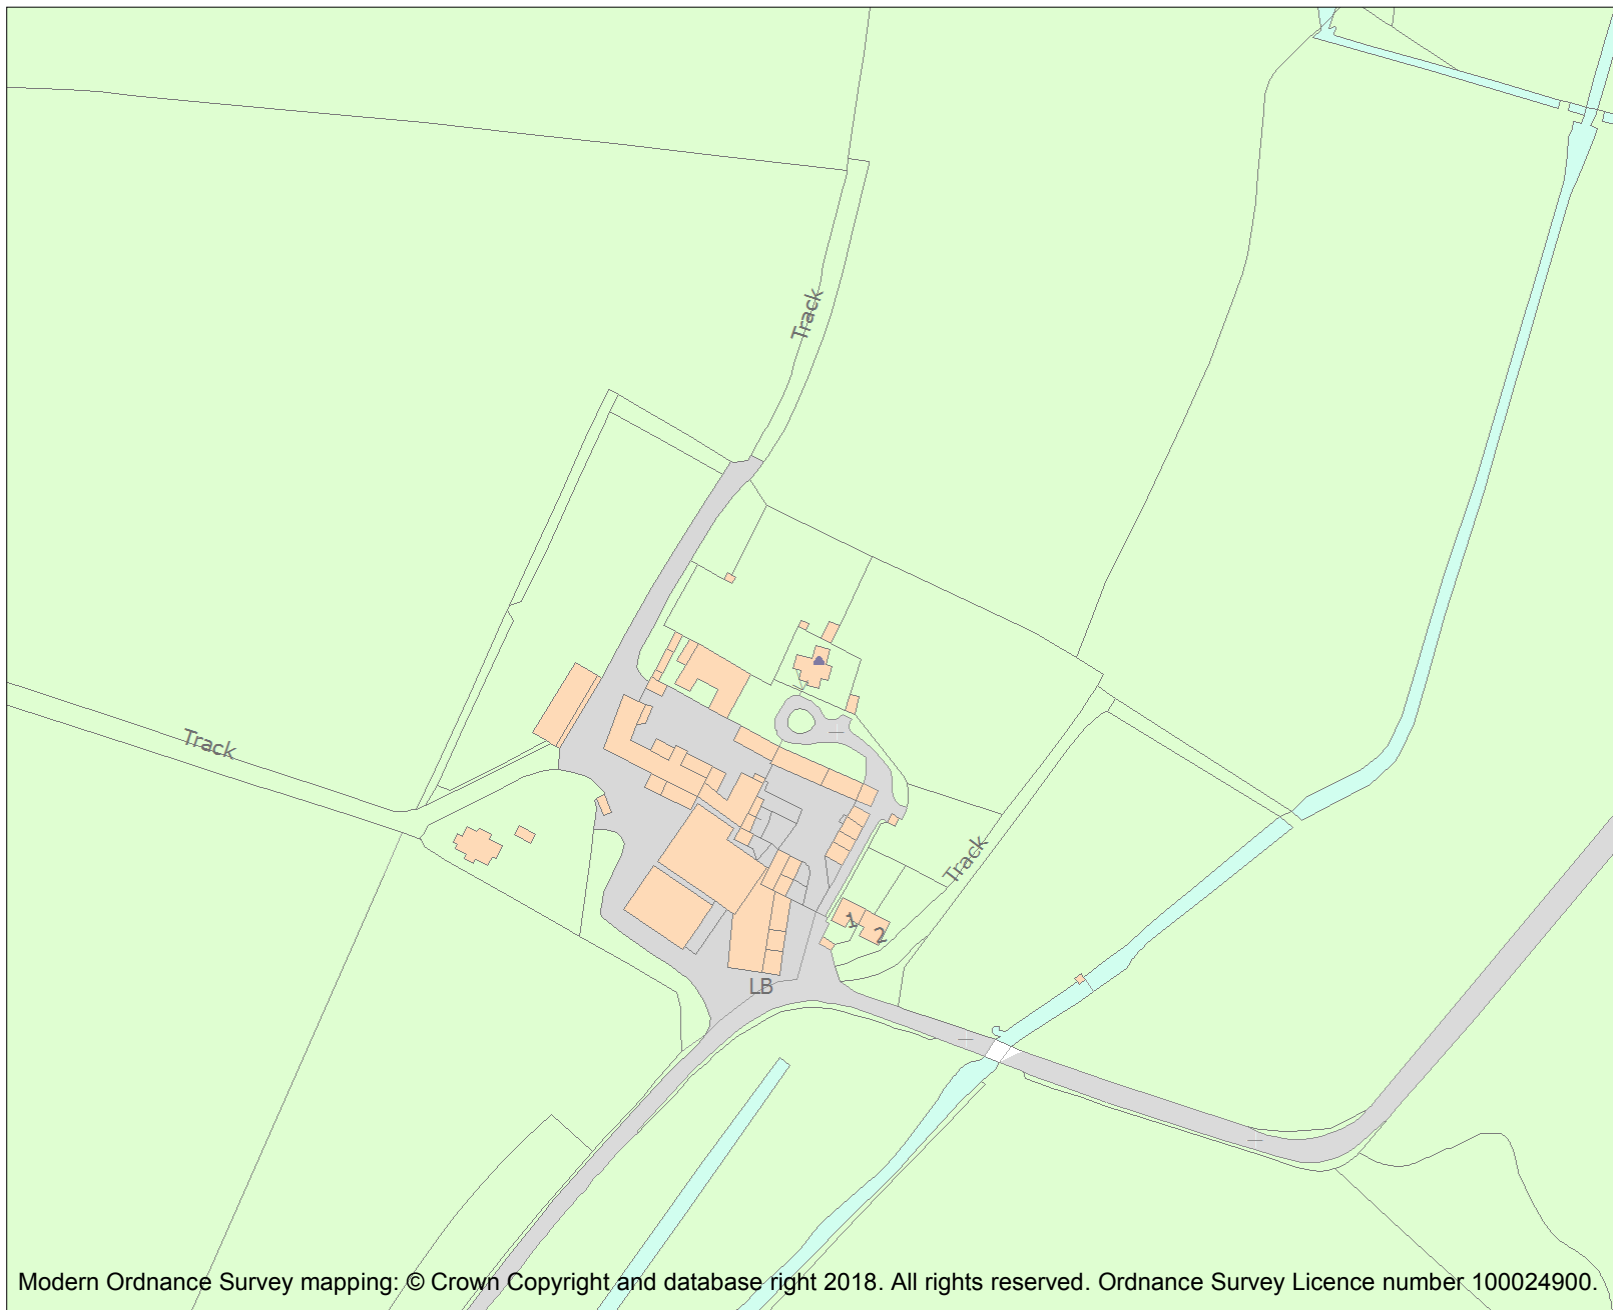 Track
Track
Track
1
2
LB
Modern Ordnance Survey mapping: © Crown Copyright and database right 2018. All rights reserved. Ordnance Survey Licence number 100024900.